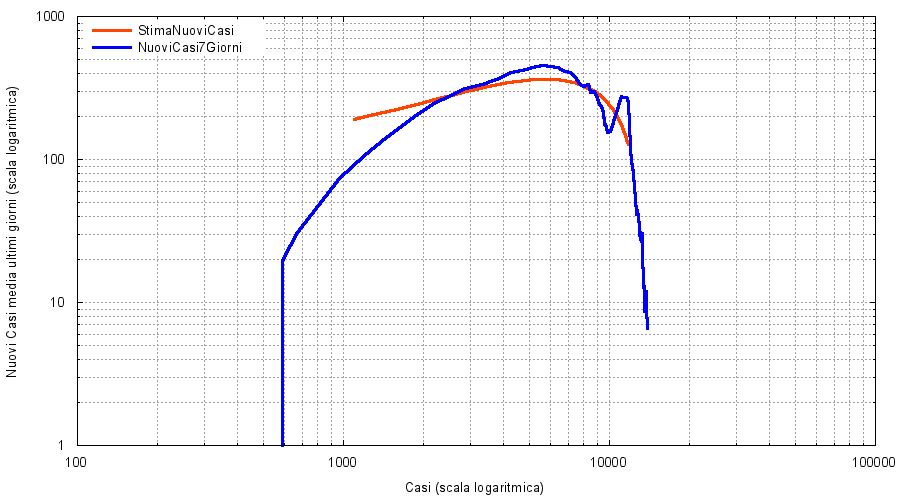 1000
StimaNuoviCasi
NuoviCasi7Giorni
100
10
1
100
1000
10000
100000
Nuovi Casi media ultimi giorni (scala logaritmica)
Casi (scala logaritmica)